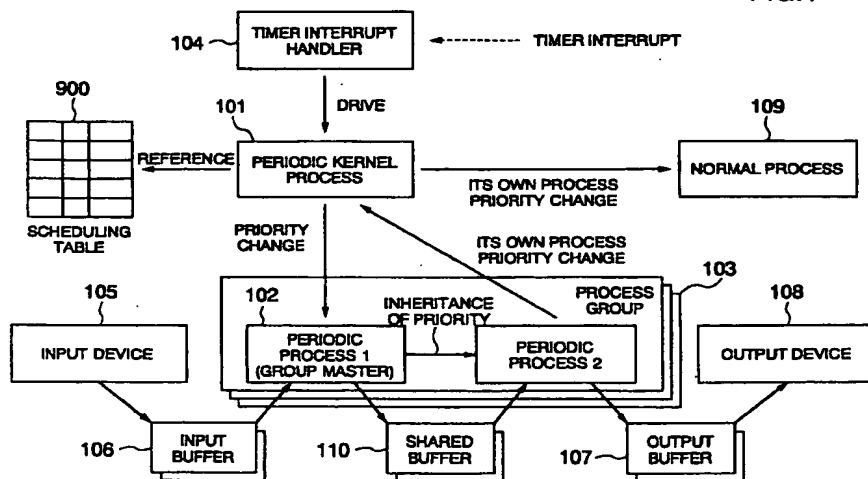 104
TIMER INTERRUPT
HANDLER
TIMER INTERRUPT
900
101
DRIVE
109
REFERENCE
PERIODIC KERNEL
PROCESS
NORMAL PROCESS
ITS OWN PROCESS
PRIORITY CHANGE
SCHEDULING
TABLE
PRIORITY
CHANGE
ITS OWN PROCESS
PRIORITY CHANGE
103
PROCESS
GROUP
105
102
INHERITANCE
OF PRIORITY
108
INPUT DEVICE
PERIODIC
PROCESS 1
(GROUP MASTER)
PERIODIC
PROCESS 2
OUTPUT DEVICE
106
INPUT
BUFFER
110
SHARED
BUFFER
107
OUTPUT
BUFFER